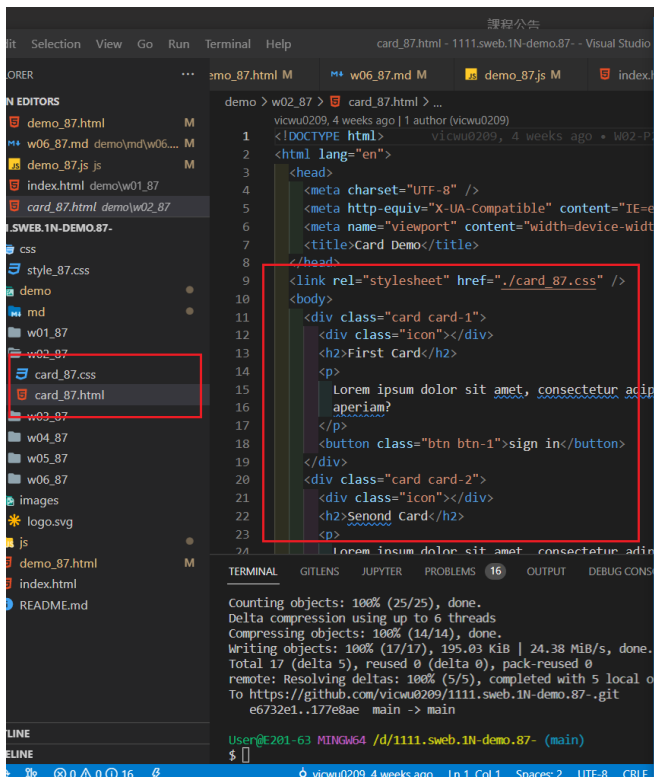 課程公告
dit Selection View Go Run Terminal Help card_87.html - 1111.sweb.1N-demo.87- - Visual Studio
LORER ...
emo_87.html M w06_87.md M demo_87.js M index.h
N EDITORS
demo_87.html M
w06_87.md demo\md\w06.... M
demo_87.js js M
index.html demo\w01_87
card_87.html demo\w02_87
1.SWEB.1N-DEMO.87-
css
style_87.css
demo
md
w01_87
w02_87
card_87.css
card_87.html
w03_87
w04_87
w05_87
w06_87
images
logo.svg
js
demo_87.html M
index.html
README.md
TLINE
ELINE
demo > w02_87 > card_87.html > ...
vicwu0209, 4 weeks ago | 1 author (vicwu0209)
1 <!DOCTYPE html> vicwu0209, 4 weeks ago • W02-P
2 <html lang="en">
3 <head>
4 <meta charset="UTF-8" />
5 <meta http-equiv="X-UA-Compatible" content="IE=e
6 <meta name="viewport" content="width=device-widt
7 <title>Card Demo</title>
8 </head>
9 <link rel="stylesheet" href="./card_87.css" />
10 <body>
11 <div class="card card-1">
12 <div class="icon"></div>
13 <h2>First Card</h2>
14 <p>
15 Lorem ipsum dolor sit amet, consectetur adip
16 aperiam?
17 </p>
18 <button class="btn btn-1">sign in</button>
19 </div>
20 <div class="card card-2">
21 <div class="icon"></div>
22 <h2>Senond Card</h2>
23 <p>
24 Lorem ipsum dolor sit amet, consectetur adip
TERMINAL GITLENS JUPYTER PROBLEMS 16 OUTPUT DEBUG CONS
Counting objects: 100% (25/25), done.
Delta compression using up to 6 threads
Compressing objects: 100% (14/14), done.
Writing objects: 100% (17/17), 195.03 KiB | 24.38 MiB/s, done.
Total 17 (delta 5), reused 0 (delta 0), pack-reused 0
remote: Resolving deltas: 100% (5/5), completed with 5 local o
To https://github.com/vicwu0209/1111.sweb.1N-demo.87-.git
e6732e1..177e8ae main -> main
User@E201-63 MINGW64 /d/1111.sweb.1N-demo.87- (main)
$
0 0 16 vicwu0209, 4 weeks ago Ln 1, Col 1 Spaces: 2 UTF-8 CRLF